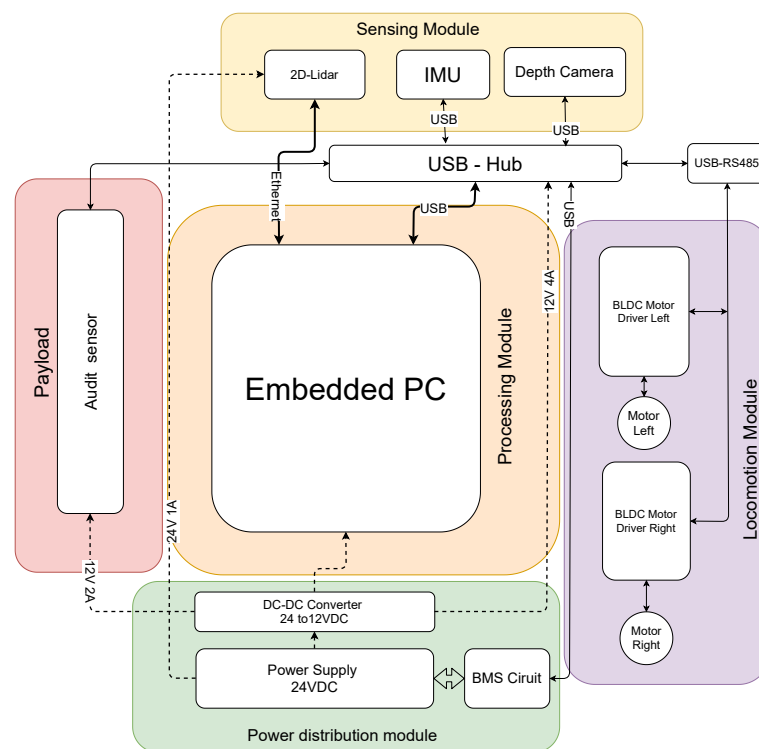 Sensing Module
2D-Lidar
IMU
Depth Camera
USB
USB
USB - Hub
USB-RS485
Ethernet
USB
USB
12V 4A
Payload
Audit sensor
Embedded PC
Processing Module
BLDC Motor
Driver Left
Motor
Left
BLDC Motor
Driver Right
Motor
Right
Locomotion Module
24V 1A
12V 2A
DC-DC Converter
24 to12VDC
Power Supply
24VDC
BMS Ciruit
Power distribution module